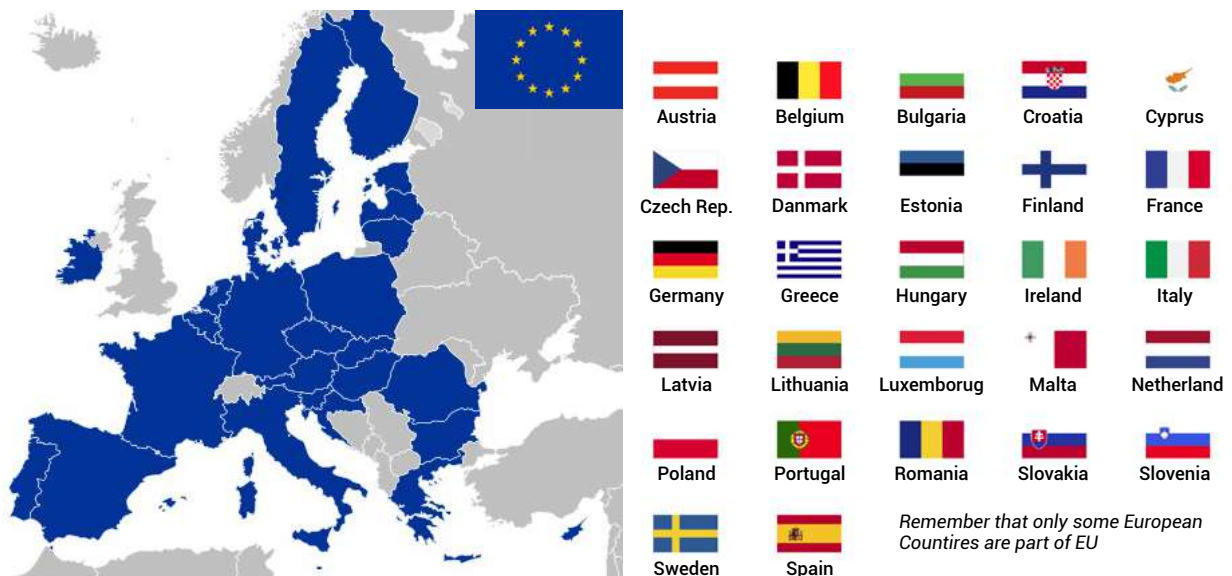 Austria Belgium Bulgaria Croatia Cyprus
Czech Rep. Danmark Estonia Finland France
Germany Greece Hungary Ireland Italy
Latvia Lithuania Luxemborug Malta Netherland
Poland Portugal Romania Slovakia Slovenia
Sweden Spain
Remember that only some European
Countires are part of EU